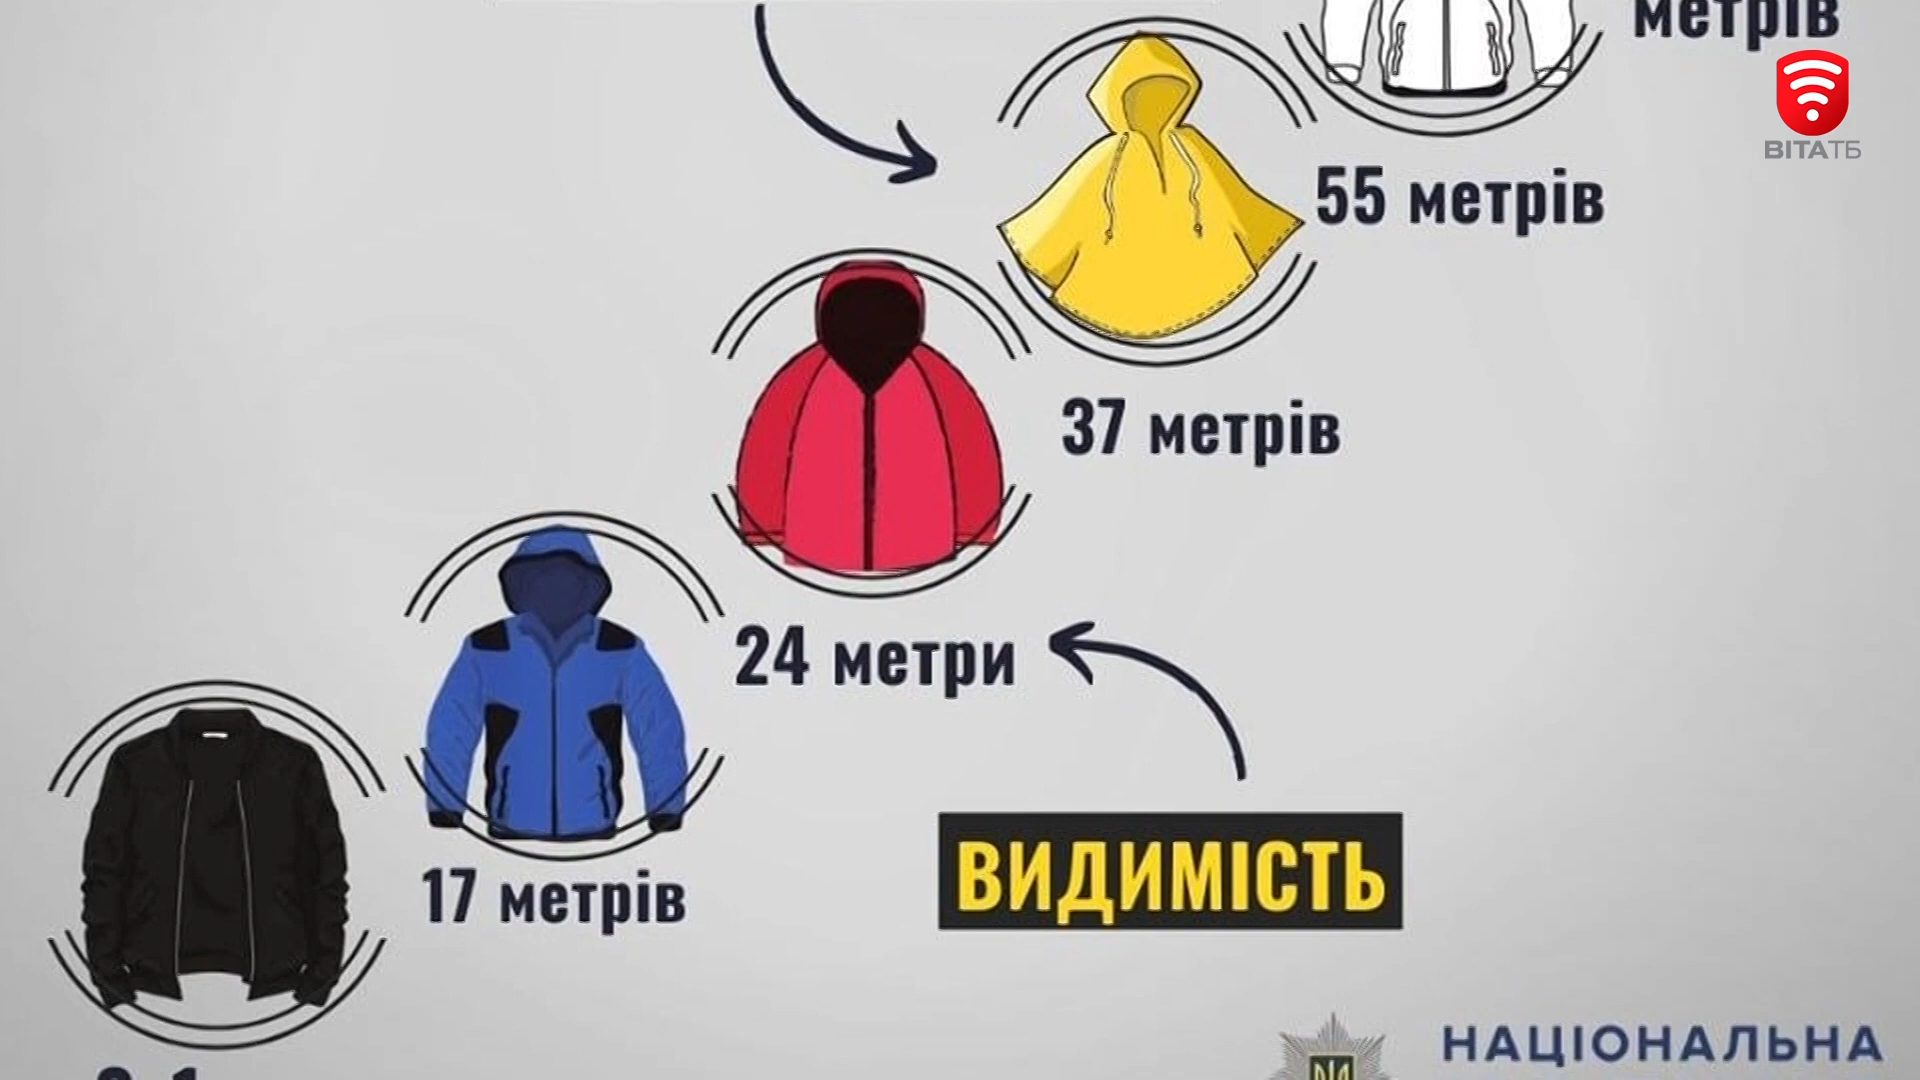 метрів
ВІТАТБ
55 метрів
37 метрів
24 метри
17 метрів
ВИДИМІСТЬ
НАЦІОНАЛЬНА